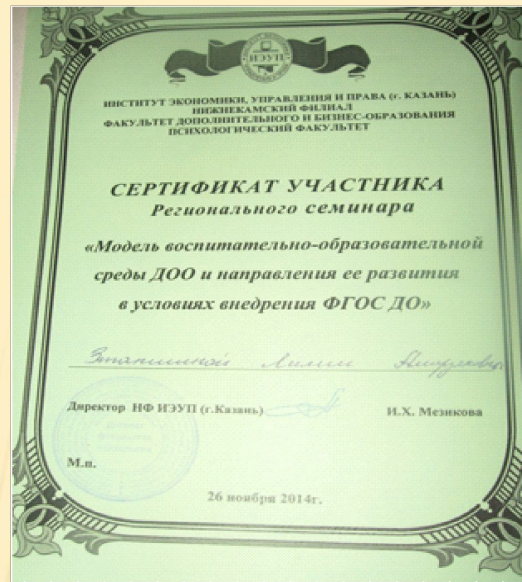 ИЭУП
ИНСТИТУТ ЭКОНОМИКИ, УПРАВЛЕНИЯ И ПРАВА (г. КАЗАНЬ)
НИЖНЕКАМСКИЙ ФИЛИАЛ
ФАКУЛЬТЕТ ДОПОЛНИТЕЛЬНОГО И БИЗНЕС-ОБРАЗОВАНИЯ
ПСИХОЛОГИЧЕСКИЙ ФАКУЛЬТЕТ
СЕРТИФИКАТ УЧАСТНИКА
Регионального семинара
«Модель воспитательно-образовательной
среды ДОО и направления ее развития
в условиях внедрения ФГОС ДО»
Лилии
Директор НФ ИЭУП (г.Казань)
И.Х. Мезикова
М.п.
26 ноября 2014г.